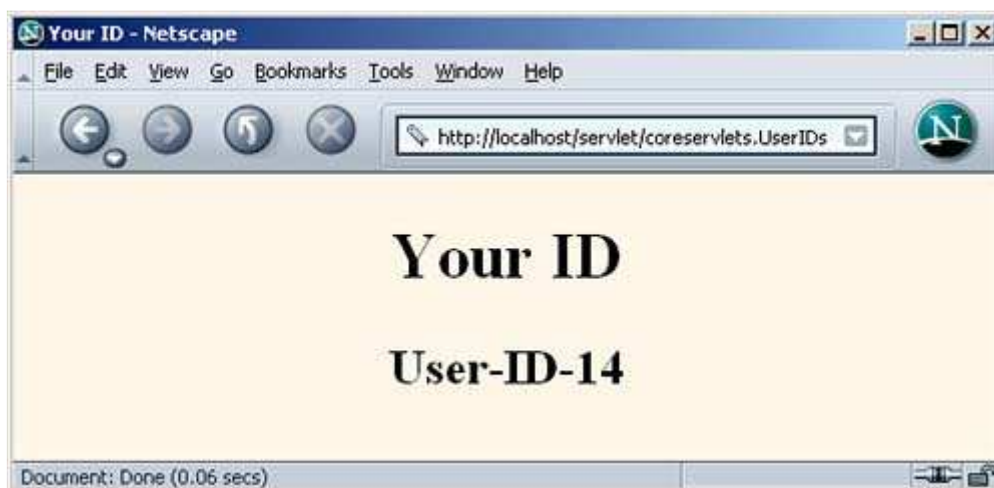 Your ID - Netscape
File Edit View Go Bookmarks Tools Window Help
http://localhost/servlet/coreservlets.UserIDs
N
Your ID
User-ID-14
Document: Done (0.06 secs)